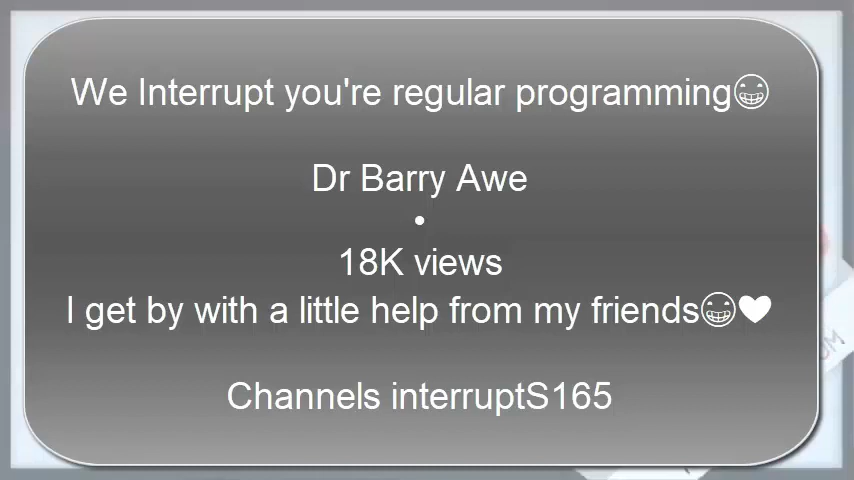 We Interrupt you're regular programming😁
Dr Barry Awe
•
18K views
I get by with a little help from my friends😁♥
Channels interruptS165
UM